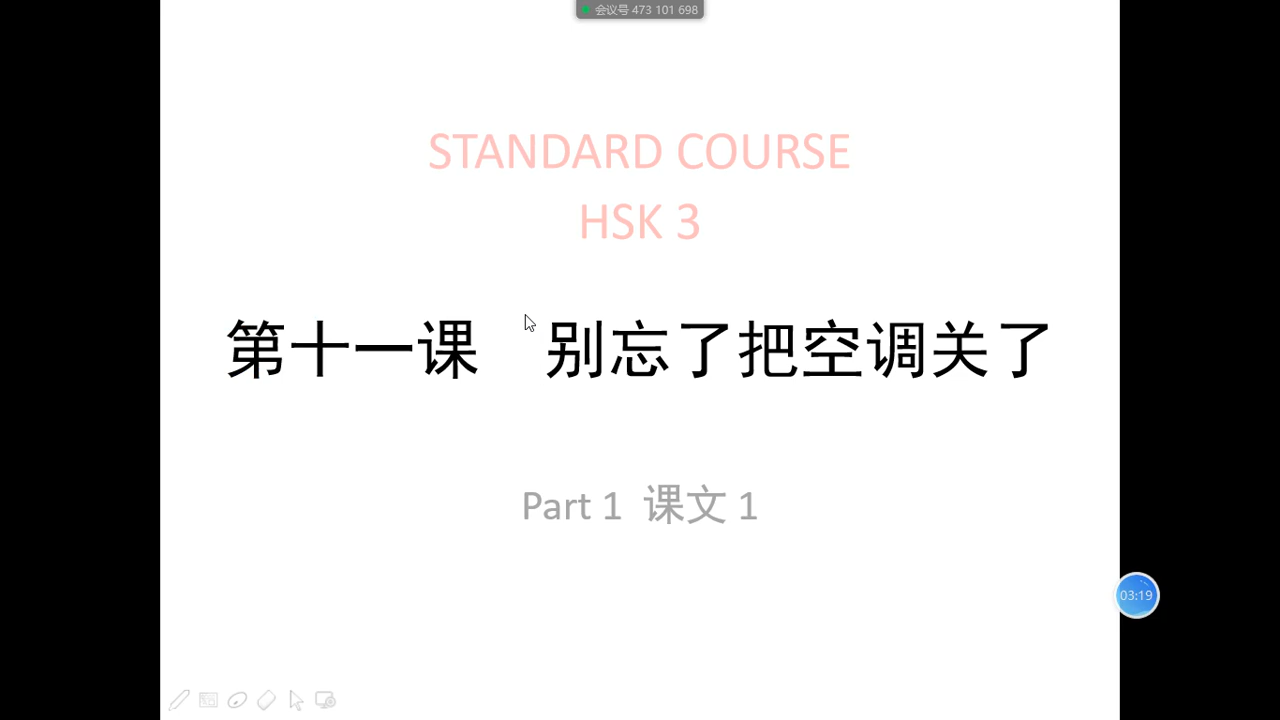 会议号 473 101 698
STANDARD COURSE
HSK 3
第十一课 别忘了把空调关了
Part 1 课文 1
03:19